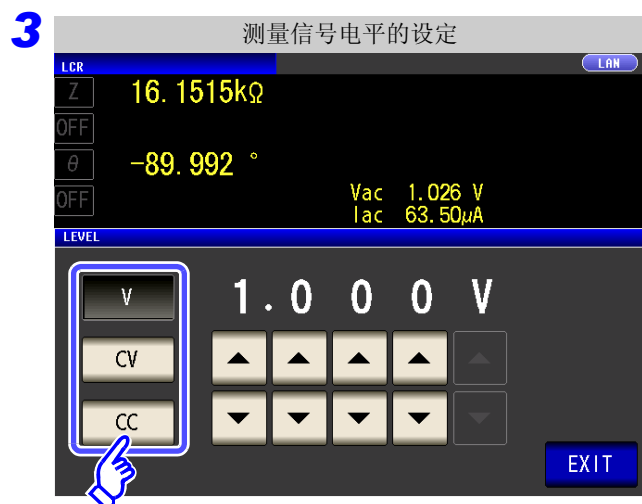 3
测量信号电平的设定
LCR LAN
Z 16.1515kΩ
OFF
θ -89.992 °
OFF
Vac 1.026 V
Iac 63.50μA
LEVEL
V 1.000 V
CV
CC
EXIT